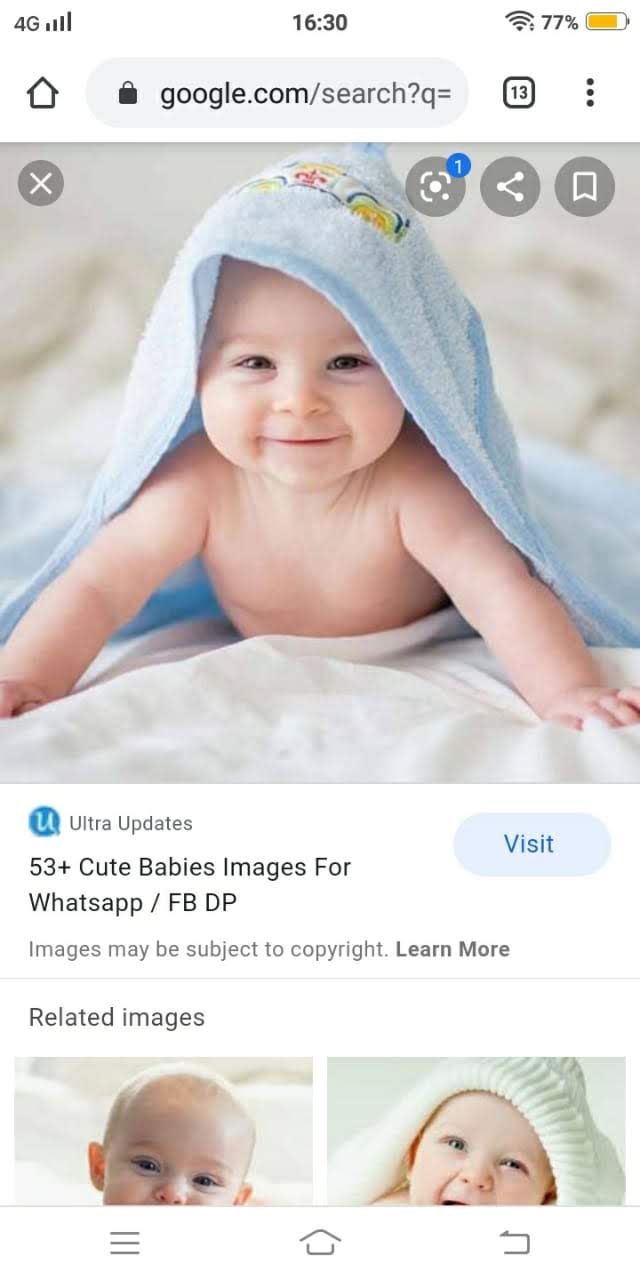 4G 16:30 77%
google.com/search?q= 13
1
Ultra Updates
Visit
53+ Cute Babies Images For
Whatsapp / FB DP
Images may be subject to copyright. Learn More
Related images